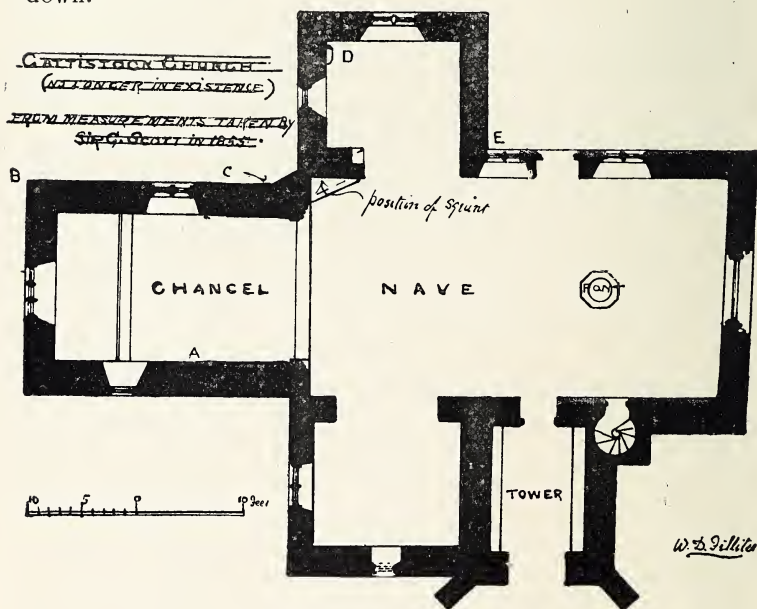 down.
CATTISTOCK CHURCH
(NO LONGER IN EXISTENCE)
FROM MEASUREMENTS TAKEN BY
SIR G. SCOTT IN 1855.
D
E
B
C
position of squint
CHANCEL
NAVE
FONT
A
10 5 0 10 Feet
TOWER
W. D.